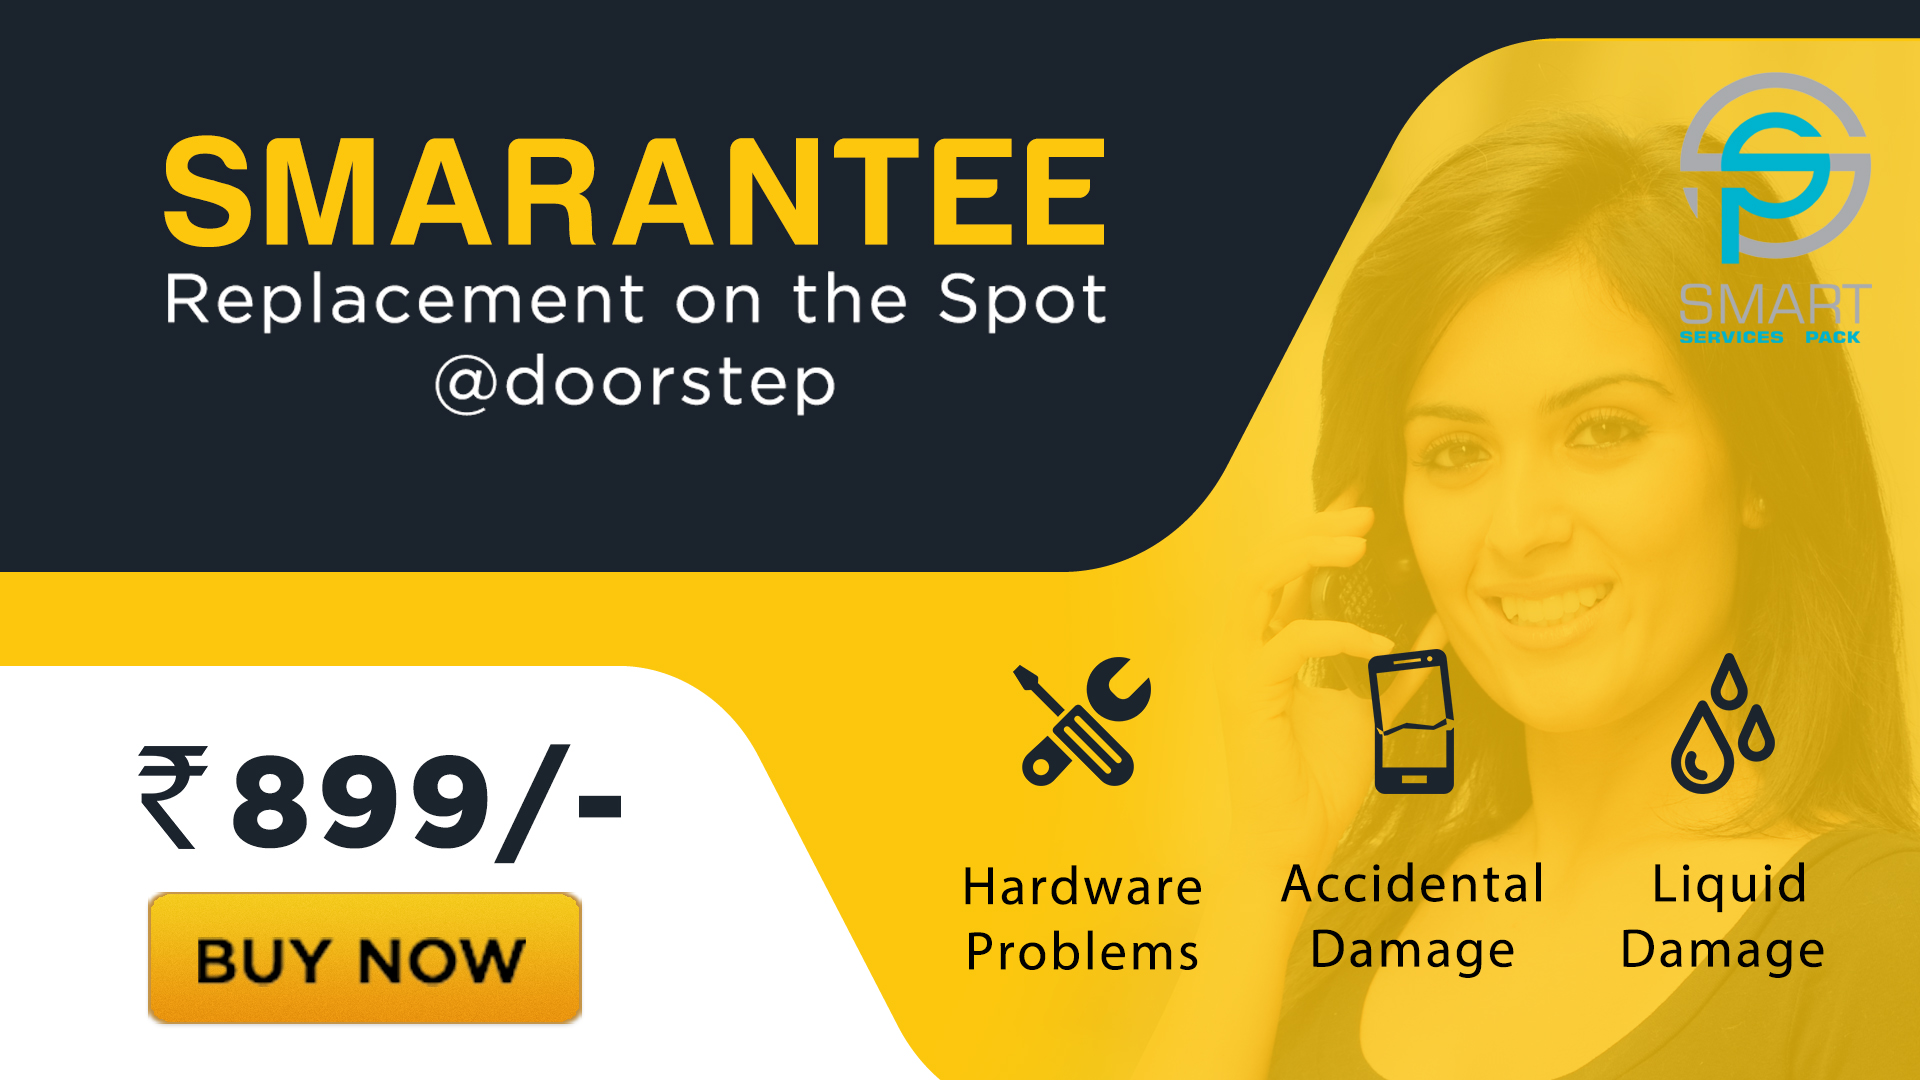 SMARANTEE
Replacement on the Spot
@doorstep
SMART
SERVICES PACK
₹899/-
BUY NOW
Hardware
Problems
Accidental
Damage
Liquid
Damage